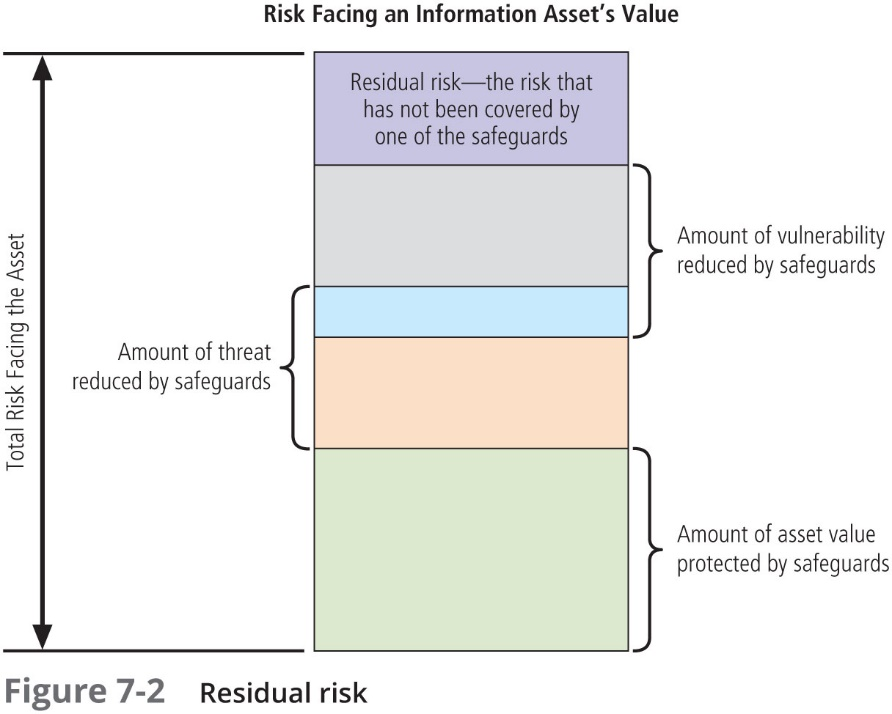 Risk Facing an Information Asset’s Value
Residual risk—the risk that
has not been covered by
one of the safeguards
Amount of vulnerability
reduced by safeguards
Total Risk Facing the Asset
Amount of threat
reduced by safeguards
Amount of asset value
protected by safeguards
Figure 7-2 Residual risk